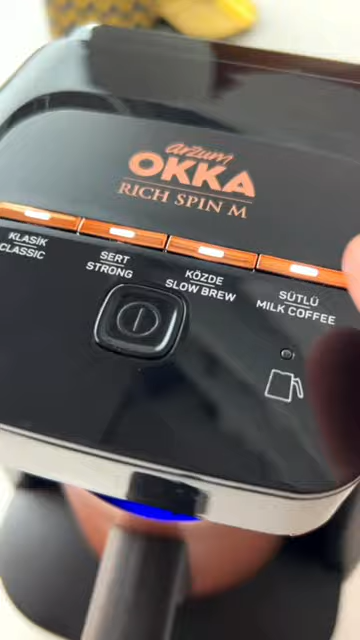 arzum
OKKA
RICH SPIN M
KLASİK
CLASSIC
SERT
STRONG
KÖZDE
SLOW BREW
SÜTLÜ
MILK COFFEE